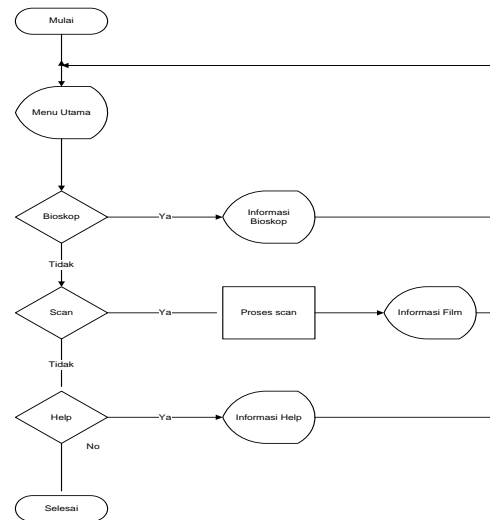 Mulai
Menu Utama
Bioskop
Ya
Informasi
Bioskop
Tidak
Scan
Ya
Proses scan
Informasi Film
Tidak
Help
Ya
Informasi Help
No
Selesai